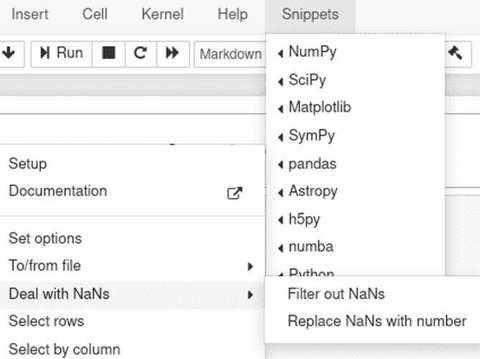 Insert Cell Kernel Help Snippets
Run Markdown
NumPy
SciPy
Matplotlib
SymPy
pandas
Astropy
h5py
numba
Python
Setup
Documentation
Set options
To/from file
Deal with NaNs
Select rows
Select by column
Filter out NaNs
Replace NaNs with number